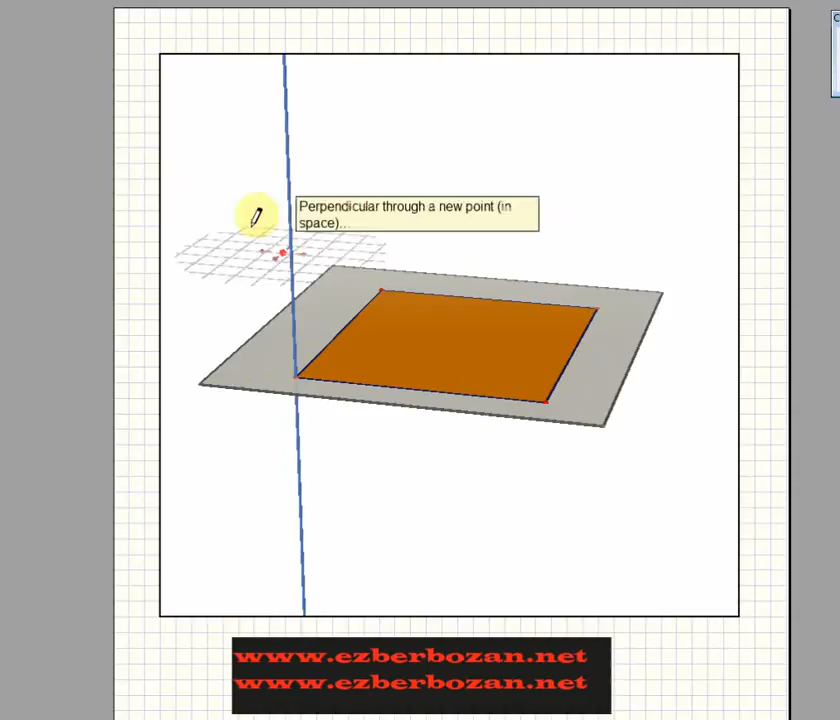 Perpendicular through a new point (in
space)...
www.ezberbozan.net
www.ezberbozan.net